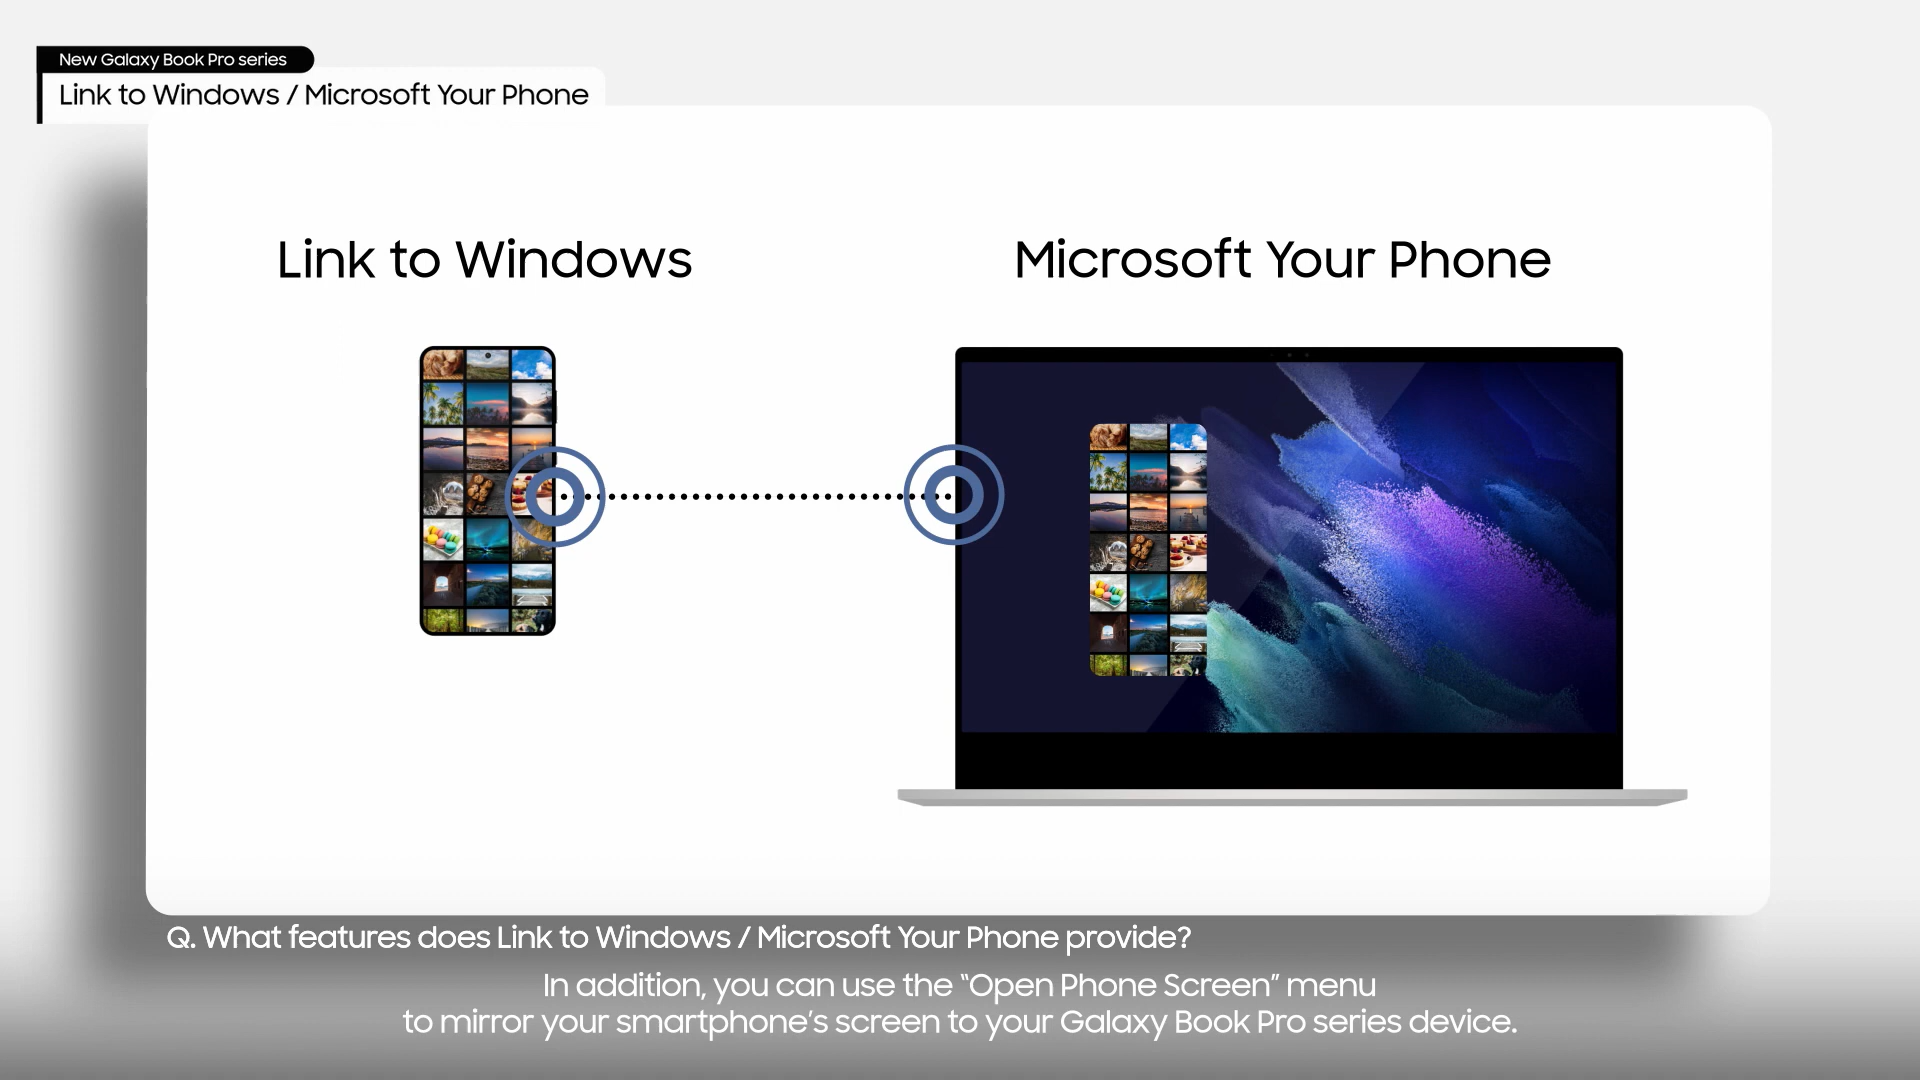 New Galaxy Book Pro series
Link to Windows / Microsoft Your Phone
Link to Windows
Microsoft Your Phone
Q. What features does Link to Windows / Microsoft Your Phone provide?
In addition, you can use the “Open Phone Screen” menu
to mirror your smartphone’s screen to your Galaxy Book Pro series device.